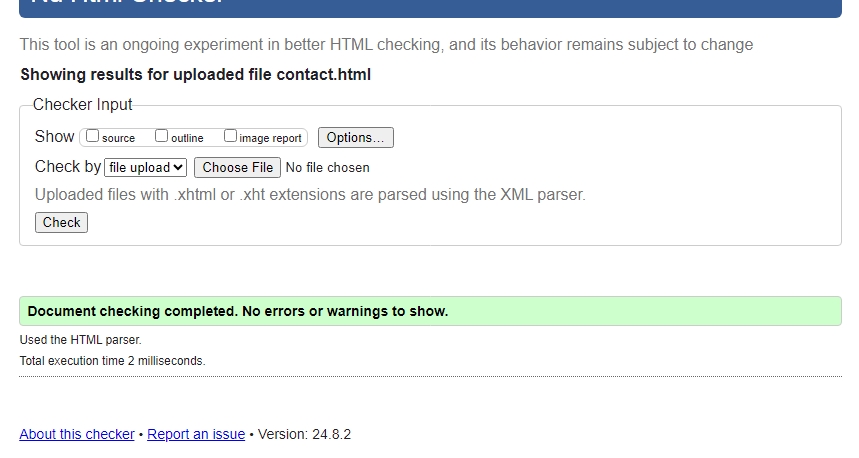 Nu Html Checker
This tool is an ongoing experiment in better HTML checking, and its behavior remains subject to change
Showing results for uploaded file contact.html
Checker Input
Show source outline image report Options...
Check by file upload Choose File No file chosen
Uploaded files with .xhtml or .xht extensions are parsed using the XML parser.
Check
Document checking completed. No errors or warnings to show.
Used the HTML parser.
Total execution time 2 milliseconds.
About this checker • Report an issue • Version: 24.8.2